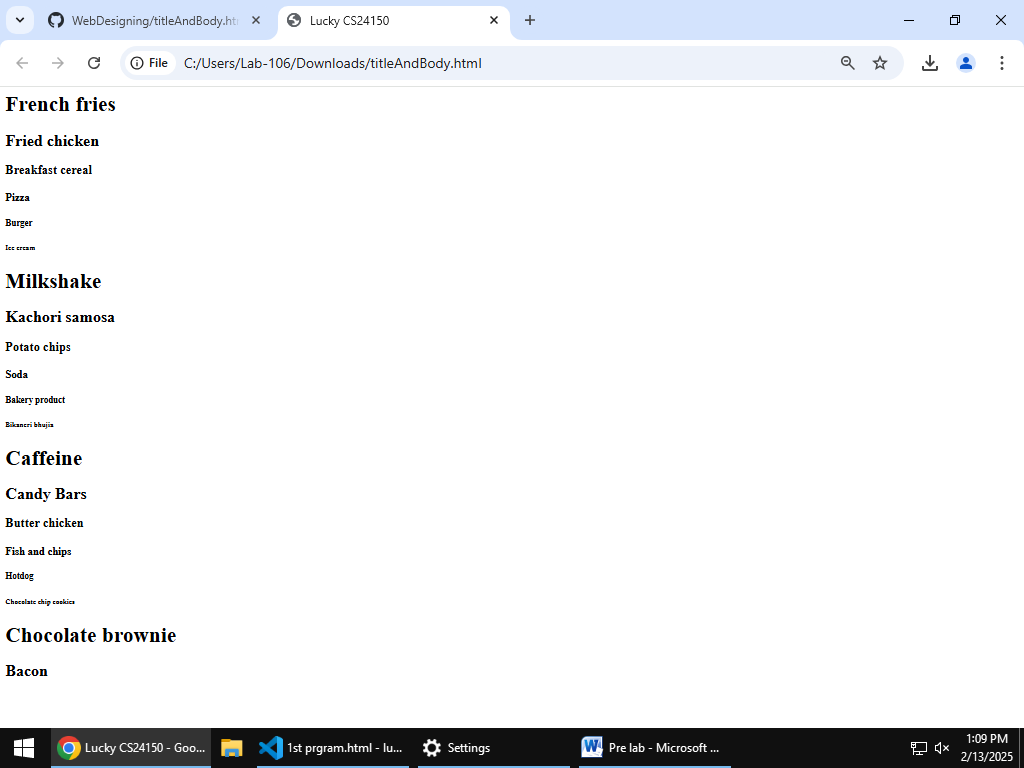 WebDesigning/titleAndBody.ht
Lucky CS24150
File
C:/Users/Lab-106/Downloads/titleAndBody.html
French fries
Fried chicken
Breakfast cereal
Pizza
Burger
Ice cream
Milkshake
Kachori samosa
Potato chips
Soda
Bakery product
Bikaneri bhujia
Caffeine
Candy Bars
Butter chicken
Fish and chips
Hotdog
Chocolate chip cookies
Chocolate brownie
Bacon
Lucky CS24150 - Goo...
1st prgram.html - lu...
Settings
Pre lab - Microsoft ...
1:09 PM
2/13/2025